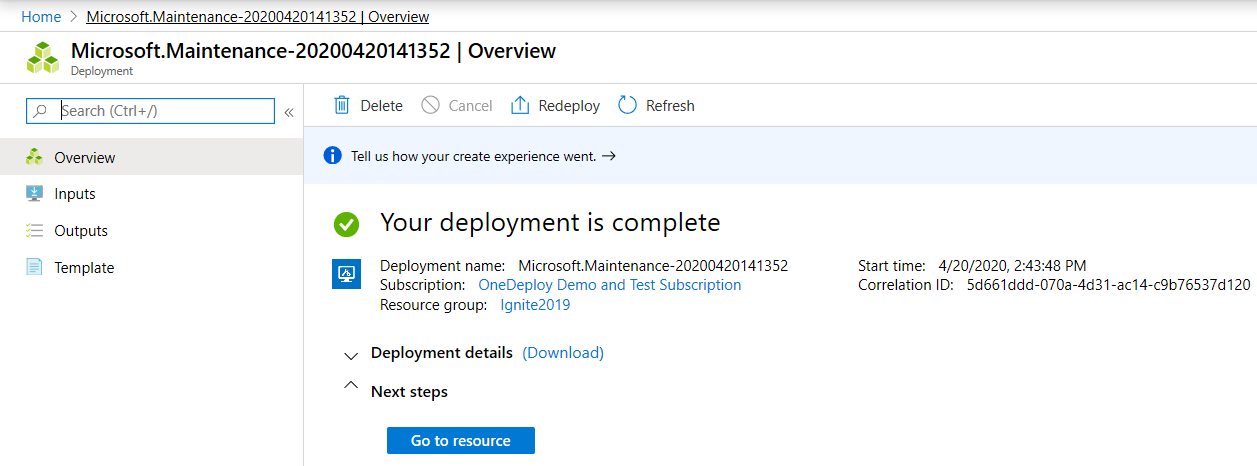 Home > Microsoft.Maintenance-20200420141352 | Overview
Microsoft.Maintenance-20200420141352 | Overview
Deployment
Search (Ctrl+/)
«
Delete Cancel Redeploy Refresh
Overview
Inputs
Outputs
Template
Tell us how your create experience went. →
Your deployment is complete
Deployment name: Microsoft.Maintenance-20200420141352 Start time: 4/20/2020, 2:43:48 PM
Subscription: OneDeploy Demo and Test Subscription Correlation ID: 5d661ddd-070a-4d31-ac14-c9b76537d120
Resource group: Ignite2019
Deployment details (Download)
Next steps
Go to resource